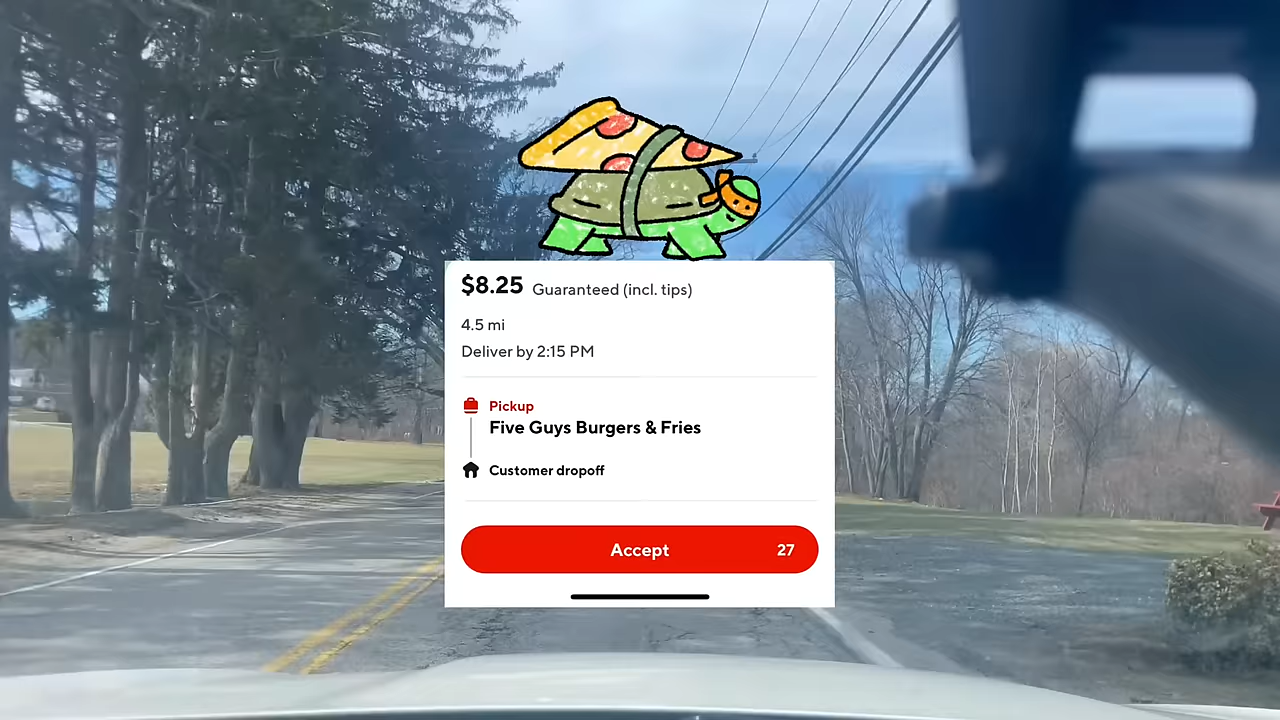 $8.25 Guaranteed (incl. tips)
4.5 mi
Deliver by 2:15 PM
Pickup
Five Guys Burgers & Fries
Customer dropoff
Accept 27